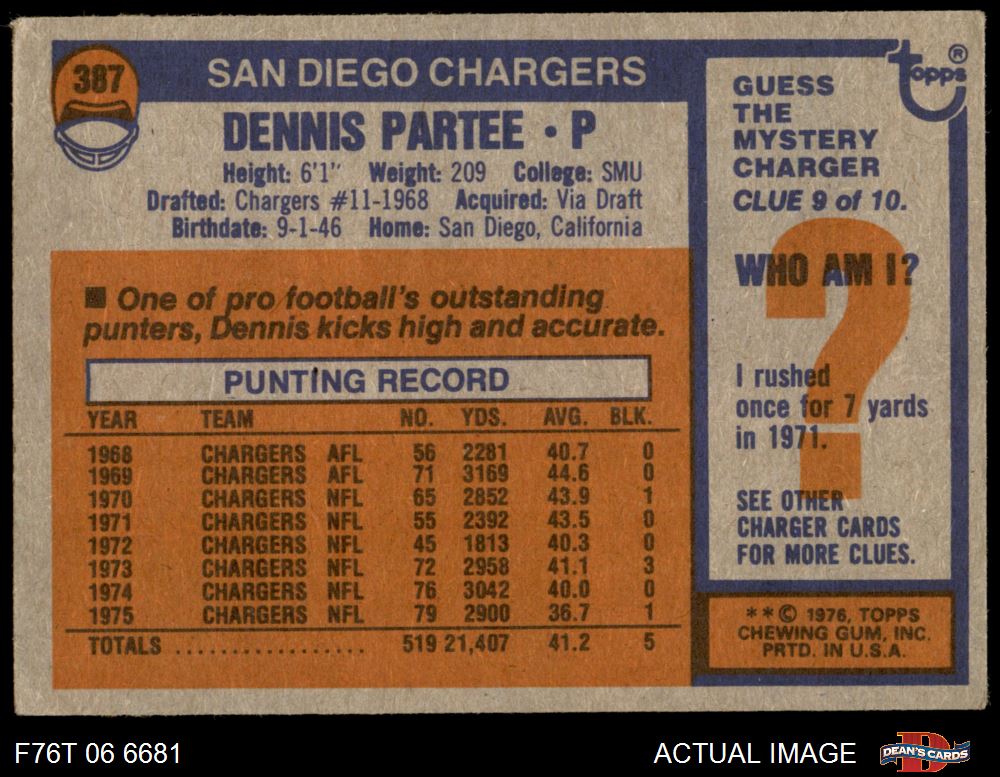 387
SAN DIEGO CHARGERS
DENNIS PARTEE · P
Height: 6'1" Weight: 209 College: SMU
Drafted: Chargers #11-1968 Acquired: Via Draft
Birthdate: 9-1-46 Home: San Diego, California
■ One of pro football's outstanding
punters, Dennis kicks high and accurate.
PUNTING RECORD
YEAR TEAM NO. YDS. AVG. BLK.
1968 CHARGERS AFL 56 2281 40.7 0
1969 CHARGERS AFL 71 3169 44.6 0
1970 CHARGERS NFL 65 2852 43.9 1
1971 CHARGERS NFL 55 2392 43.5 0
1972 CHARGERS NFL 45 1813 40.3 0
1973 CHARGERS NFL 72 2958 41.1 3
1974 CHARGERS NFL 76 3042 40.0 0
1975 CHARGERS NFL 79 2900 36.7 1
TOTALS .................. 519 21,407 41.2 5
topps®
GUESS
THE
MYSTERY
CHARGER
CLUE 9 of 10.
WHO AM I?
?
I rushed
once for 7 yards
in 1971.
SEE OTHER
CHARGER CARDS
FOR MORE CLUES.
**© 1976, TOPPS
CHEWING GUM, INC.
PRTD. IN U.S.A.
F76T 06 6681
ACTUAL IMAGE
D
DEAN'S CARDS